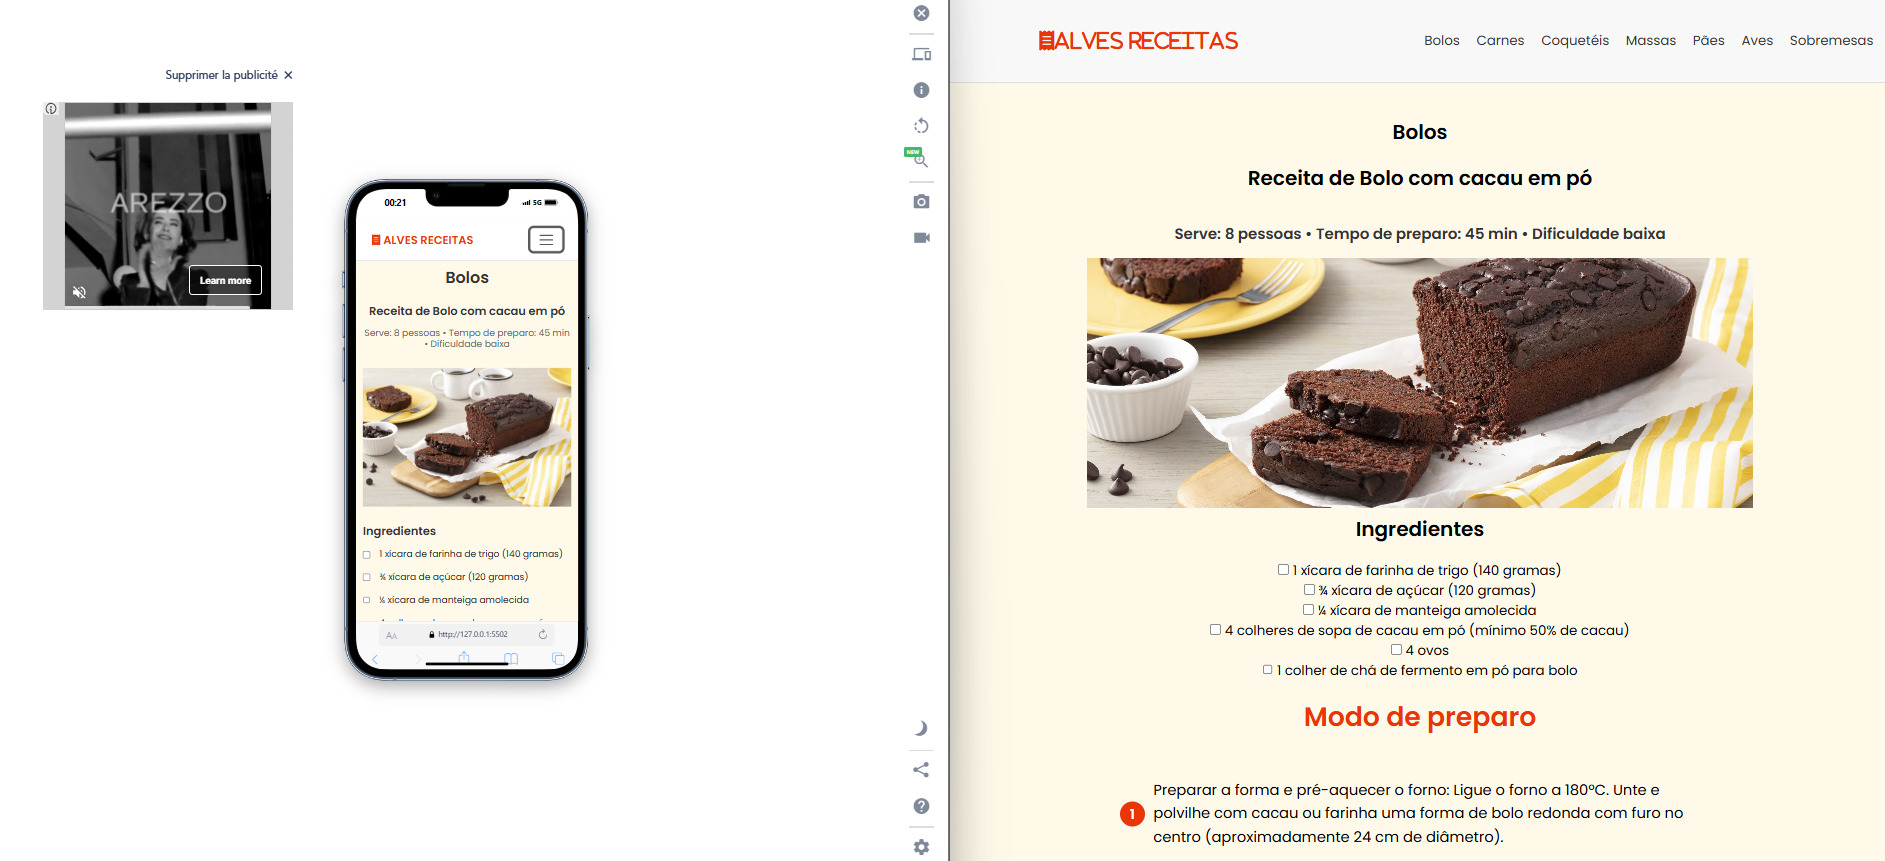 Supprimer la publicité ✕
AREZZO
Learn more
00:21
5G
ALVES RECEITAS
Bolos
Receita de Bolo com cacau em pó
Serve: 8 pessoas • Tempo de preparo: 45 min
• Dificuldade baixa
Ingredientes
1 xícara de farinha de trigo (140 gramas)
¾ xícara de açúcar (120 gramas)
¼ xícara de manteiga amolecida
AA
http://127.0.0.1:5502
NEW
ALVES RECEITAS
Bolos
Carnes
Coquetéis
Massas
Pães
Aves
Sobremesas
Bolos
Receita de Bolo com cacau em pó
Serve: 8 pessoas • Tempo de preparo: 45 min • Dificuldade baixa
Ingredientes
1 xícara de farinha de trigo (140 gramas)
¾ xícara de açúcar (120 gramas)
¼ xícara de manteiga amolecida
4 colheres de sopa de cacau em pó (mínimo 50% de cacau)
4 ovos
1 colher de chá de fermento em pó para bolo
Modo de preparo
1
Preparar a forma e pré-aquecer o forno: Ligue o forno a 180°C. Unte e
polvilhe com cacau ou farinha uma forma de bolo redonda com furo no
centro (aproximadamente 24 cm de diâmetro).